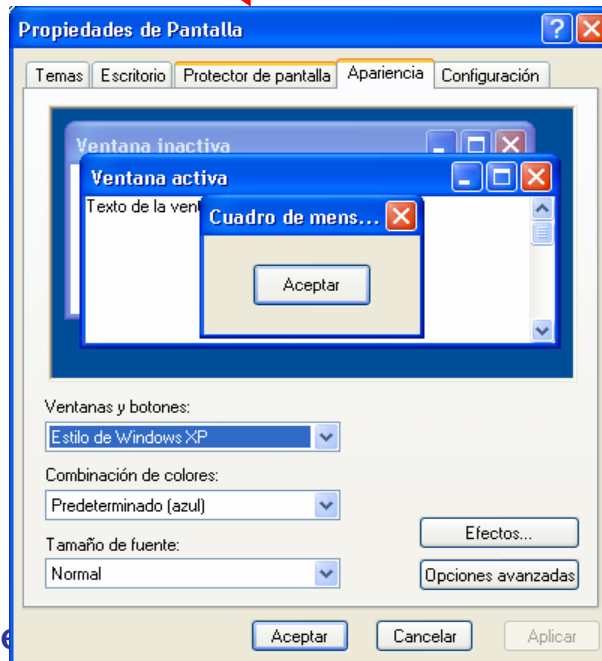 Propiedades de Pantalla
Temas Escritorio Protector de pantalla Apariencia Configuración
Ventana inactiva
Ventana activa
Texto de la vent
Cuadro de mens...
Aceptar
Ventanas y botones:
Estilo de Windows XP
Combinación de colores:
Predeterminado (azul)
Efectos...
Tamaño de fuente:
Normal
Opciones avanzadas
Aceptar Cancelar Aplicar